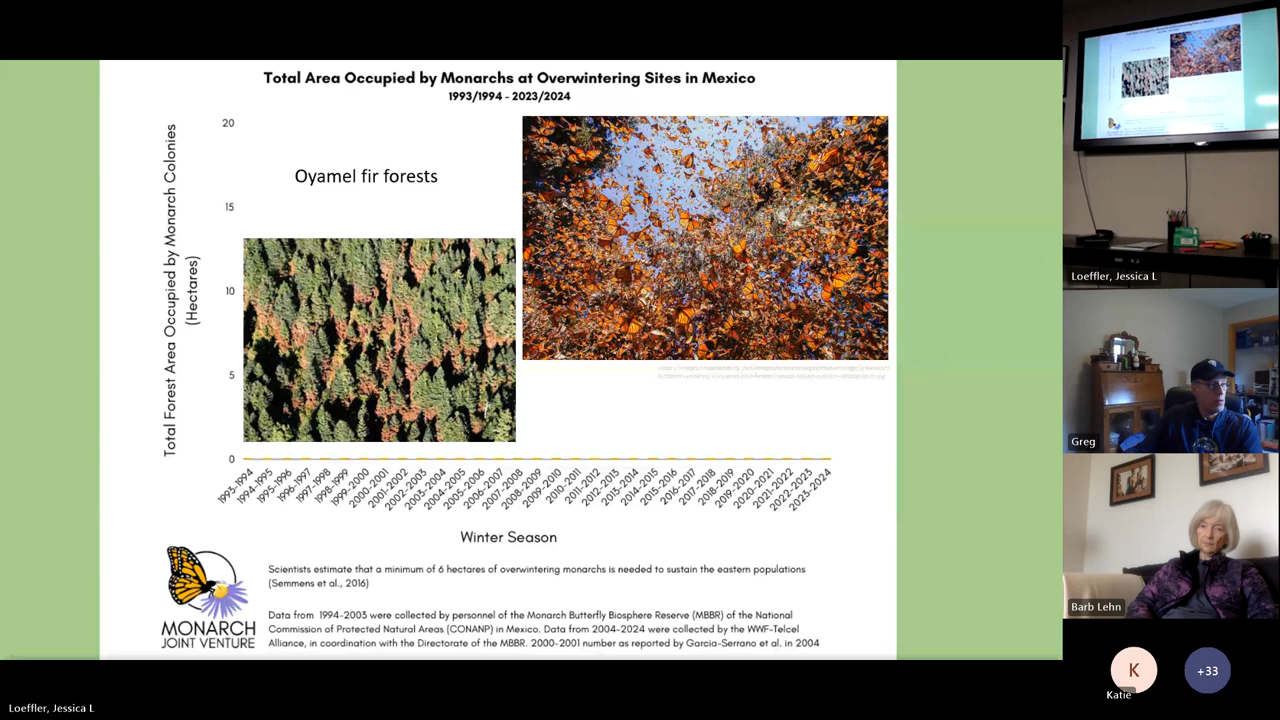 Total Area Occupied by Monarchs at Overwintering Sites in Mexico
1993/1994 - 2023/2024
Total Forest Area Occupied by Monarch Colonies
(Hectares)
20
15
10
5
0
Oyamel fir forests
1993-1994
1994-1995
1995-1996
1996-1997
1997-1998
1998-1999
1999-2000
2000-2001
2001-2002
2002-2003
2003-2004
2004-2005
2005-2006
2006-2007
2007-2008
2008-2009
2009-2010
2010-2011
2011-2012
2012-2013
2013-2014
2014-2015
2015-2016
2016-2017
2017-2018
2018-2019
2019-2020
2020-2021
2021-2022
2022-2023
2023-2024
Winter Season
MONARCH
JOINT VENTURE
Scientists estimate that a minimum of 6 hectares of overwintering monarchs is needed to sustain the eastern populations
(Semmens et al., 2016)
Data from 1994-2003 were collected by personnel of the Monarch Butterfly Biosphere Reserve (MBBR) of the National
Commission of Protected Natural Areas (CONANP) in Mexico. Data from 2004-2024 were collected by the WWF-Telcel
Alliance, in coordination with the Directorate of the MBBR. 2000-2001 number as reported by Garcia-Serrano et al. in 2004
Loeffler, Jessica L
Greg
Barb Lehn
K
Katie
+33
Loeffler, Jessica L